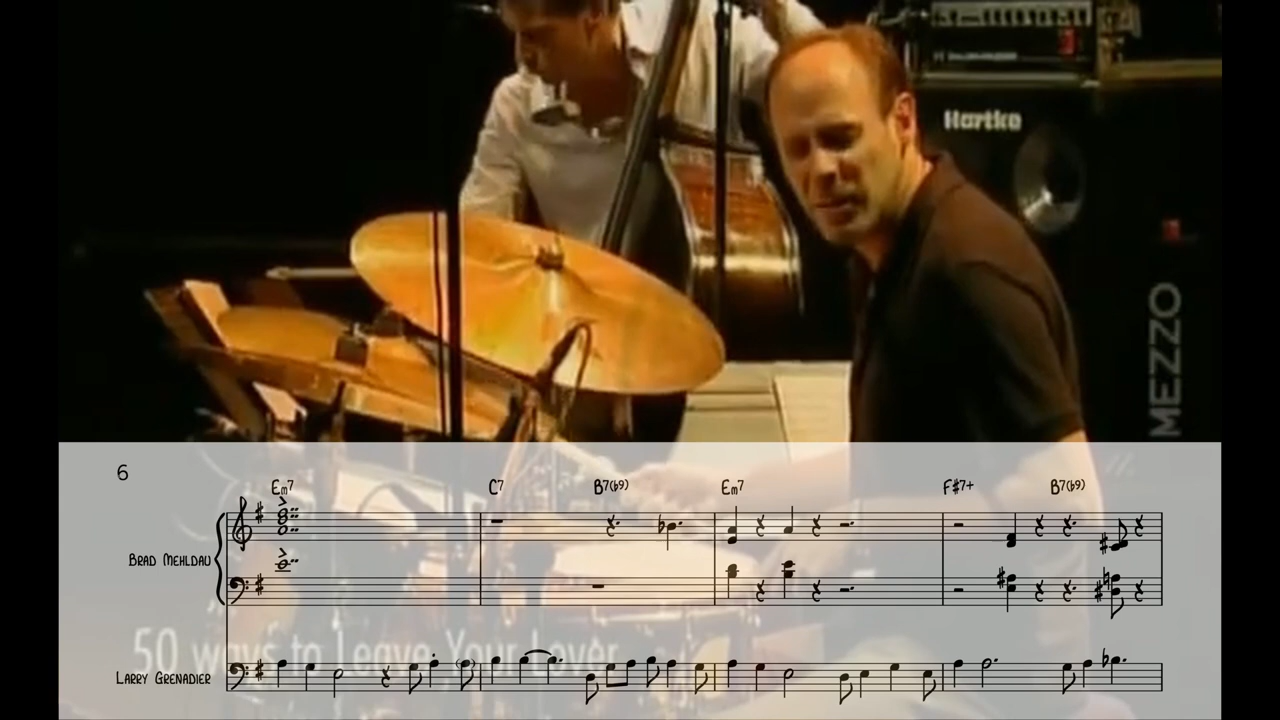 Hartke
MEZZO
6
Em7 C7 B7(b9) Em7 F#7+ B7(b9)
Brad Mehldau
50 ways to Leave Your Lover
Larry Grenadier